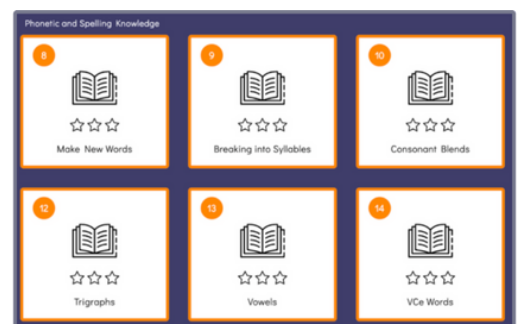 Phonetic and Spelling Knowledge
8
9
10
Make New Words
Breaking into Syllables
Consonant Blends
12
13
14
Trigraphs
Vowels
VCe Words